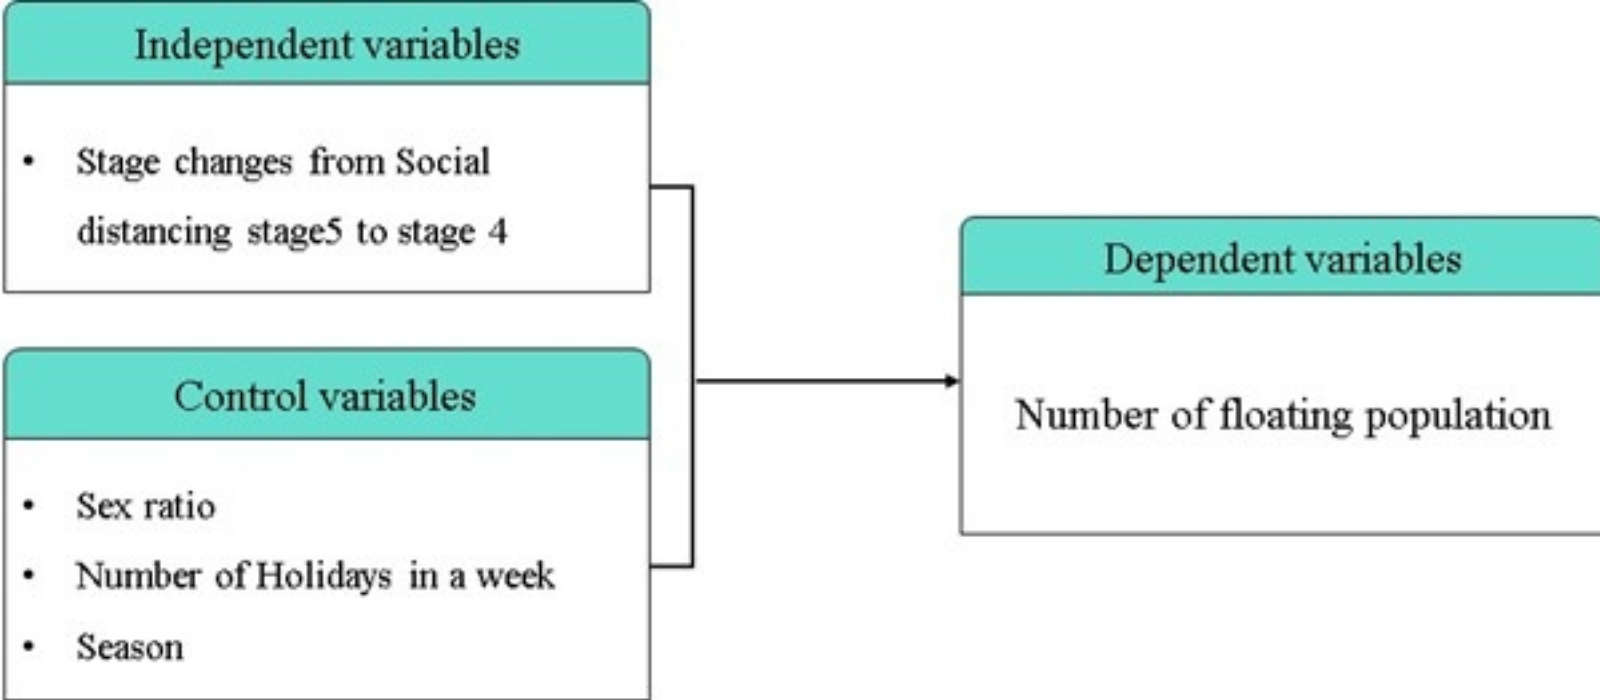 Independent variables
• Stage changes from Social
distancing stage5 to stage 4
Control variables
• Sex ratio
• Number of Holidays in a week
• Season
Dependent variables
Number of floating population